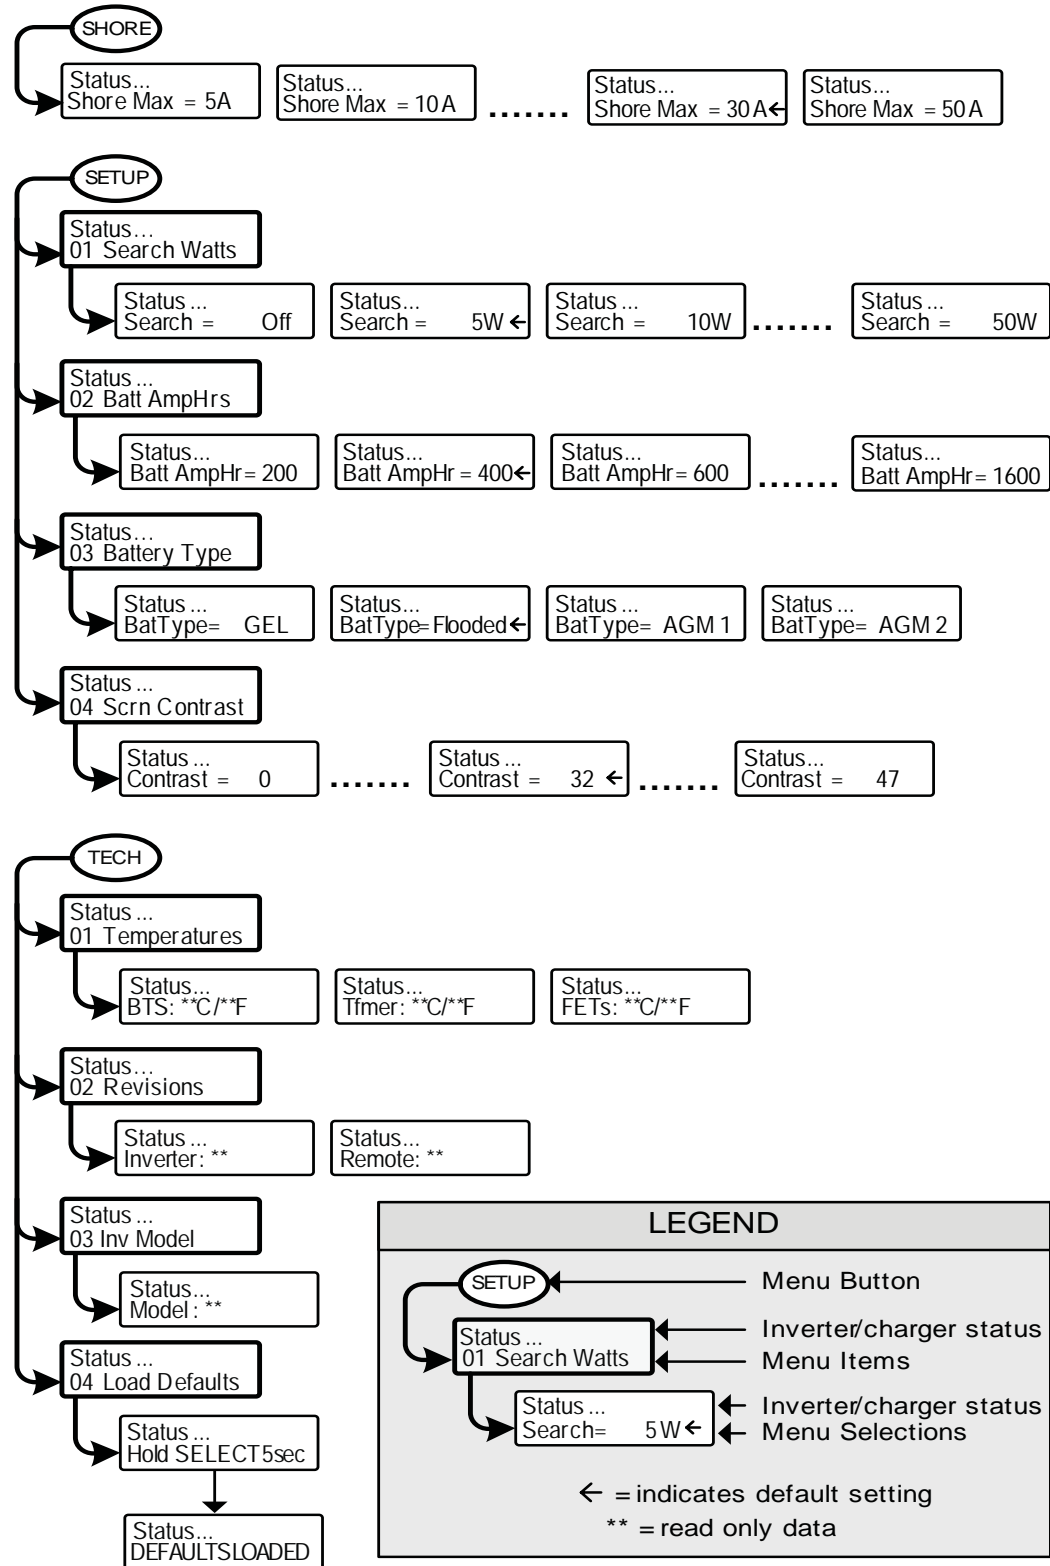 SHORE
Status...
Shore Max = 5A
Status...
Shore Max = 10A
.......
Status...
Shore Max = 30A←
Status...
Shore Max = 50A
SETUP
Status...
01 Search Watts
Status...
Search = Off
Status...
Search = 5W ←
Status...
Search = 10W
.......
Status...
Search = 50W
Status...
02 Batt AmpHrs
Status...
Batt AmpHr= 200
Status...
Batt AmpHr = 400←
Status...
Batt AmpHr= 600
.......
Status...
Batt AmpHr= 1600
Status...
03 Battery Type
Status...
BatType= GEL
Status...
BatType=Flooded←
Status...
BatType= AGM 1
Status...
BatType= AGM 2
Status...
04 Scrn Contrast
Status...
Contrast = 0
.......
Status...
Contrast = 32 ←
.......
Status...
Contrast = 47
TECH
Status...
01 Temperatures
Status...
BTS: **C/**F
Status...
Tfmer: **C/**F
Status...
FETs: **C/**F
Status...
02 Revisions
Status...
Inverter: **
Status...
Remote: **
Status...
03 Inv Model
Status...
Model: **
Status...
04 Load Defaults
Status...
Hold SELECT5sec
Status...
DEFAULTSLOADED
LEGEND
SETUP
Menu Button
Status...
01 Search Watts
Inverter/charger status
Menu Items
Status...
Search= 5W←
Inverter/charger status
Menu Selections
← = indicates default setting
** = read only data